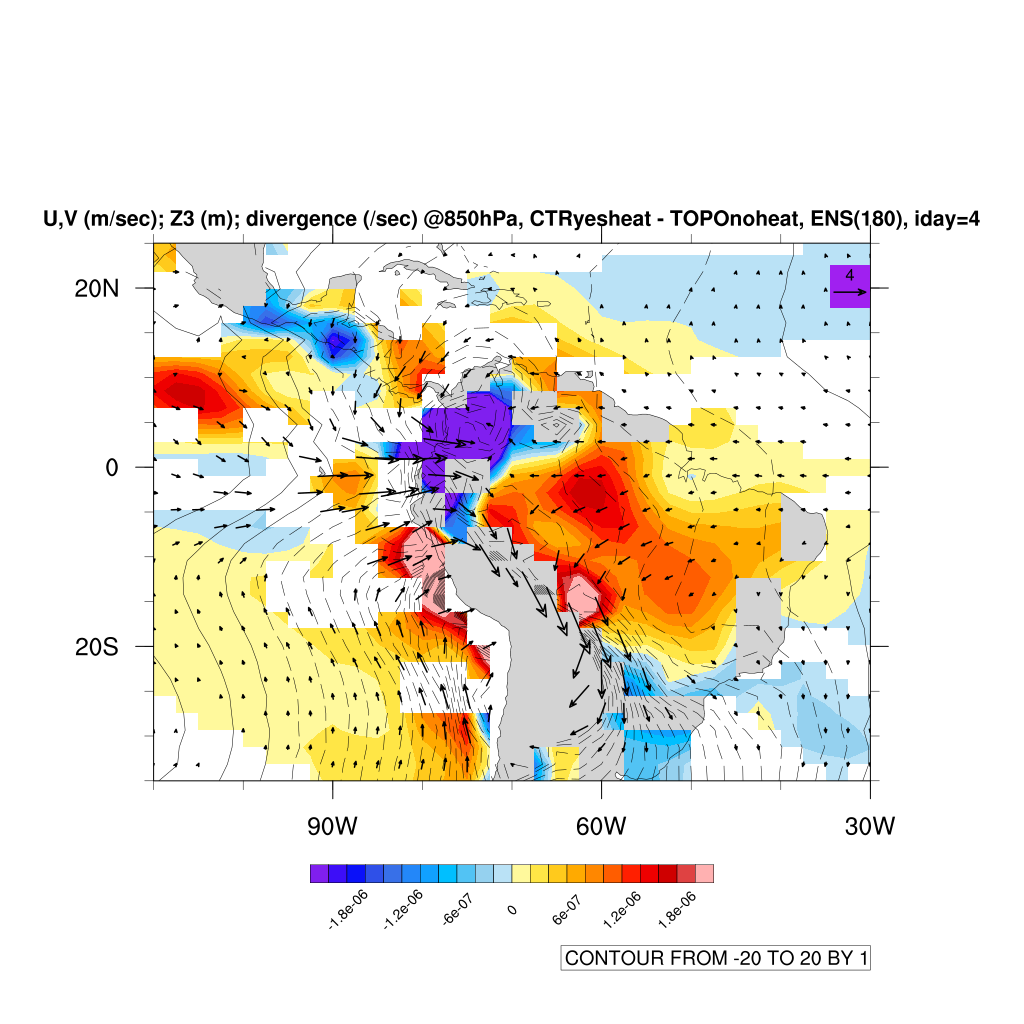 U,V (m/sec); Z3 (m); divergence (/sec) @850hPa, CTRyesheat - TOPOnoheat, ENS(180), iday=4
4
20N
0
20S
90W 60W 30W
-1.8e-06 -1.2e-06 -6e-07 0 6e-07 1.2e-06 1.8e-06
CONTOUR FROM -20 TO 20 BY 1